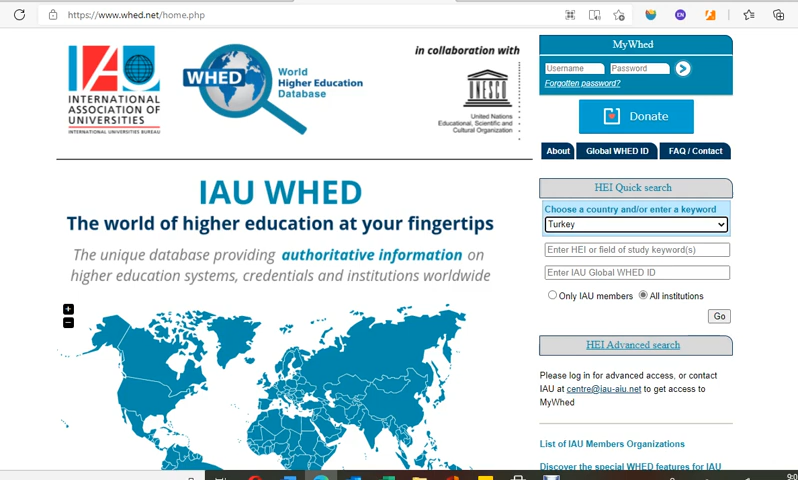 https://www.whed.net/home.php
EN
IAU
INTERNATIONAL
ASSOCIATION OF
UNIVERSITIES
INTERNATIONAL UNIVERSITIES BUREAU
WHED
World
Higher Education
Database
in collaboration with
UNESCO
United Nations
Educational, Scientific and
Cultural Organization
MyWhed
Username
Password
Forgotten password?
Donate
About
Global WHED ID
FAQ / Contact
IAU WHED
The world of higher education at your fingertips
The unique database providing authoritative information on
higher education systems, credentials and institutions worldwide
+
−
HEI Quick search
Choose a country and/or enter a keyword
Turkey
Enter HEI or field of study keyword(s)
Enter IAU Global WHED ID
Only IAU members
All institutions
Go
HEI Advanced search
Please log in for advanced access, or contact
IAU at centre@iau-aiu.net to get access to
MyWhed
List of IAU Members Organizations
Discover the special WHED features for IAU